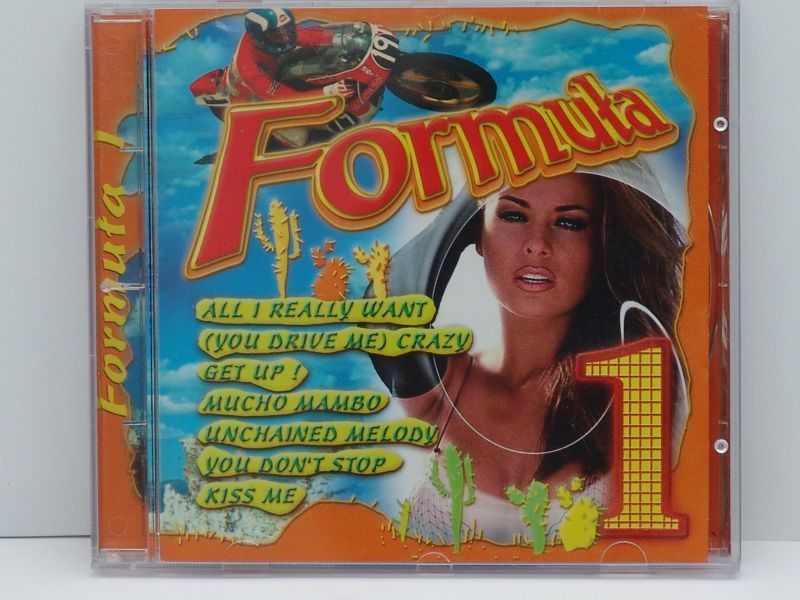 Formuła
ALL I REALLY WANT
(YOU DRIVE ME) CRAZY
GET UP !
MUCHO MAMBO
UNCHAINED MELODY
YOU DON'T STOP
KISS ME
1
Formuła 1